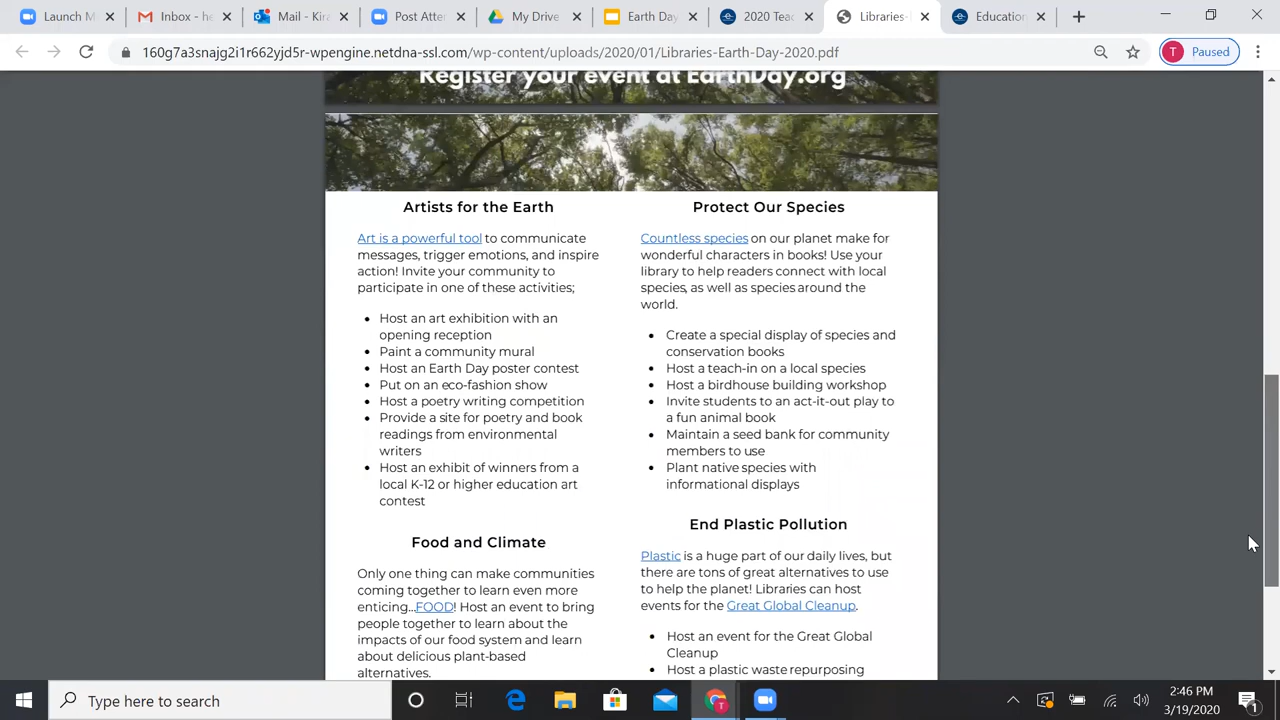 Launch M
Inbox - he
Mail - Kira
Post Atter
My Drive
Earth Day
2020 Teac
Libraries-
Education
160g7a3snajg2i1r662yjd5r-wpengine.netdna-ssl.com/wp-content/uploads/2020/01/Libraries-Earth-Day-2020.pdf
T
Paused
Register your event at EarthDay.org
Artists for the Earth
Art is a powerful tool to communicate
messages, trigger emotions, and inspire
action! Invite your community to
participate in one of these activities;
• Host an art exhibition with an
opening reception
• Paint a community mural
• Host an Earth Day poster contest
• Put on an eco-fashion show
• Host a poetry writing competition
• Provide a site for poetry and book
readings from environmental
writers
• Host an exhibit of winners from a
local K-12 or higher education art
contest
Food and Climate
Only one thing can make communities
coming together to learn even more
enticing...FOOD! Host an event to bring
people together to learn about the
impacts of our food system and learn
about delicious plant-based
alternatives.
Protect Our Species
Countless species on our planet make for
wonderful characters in books! Use your
library to help readers connect with local
species, as well as species around the
world.
• Create a special display of species and
conservation books
• Host a teach-in on a local species
• Host a birdhouse building workshop
• Invite students to an act-it-out play to
a fun animal book
• Maintain a seed bank for community
members to use
• Plant native species with
informational displays
End Plastic Pollution
Plastic is a huge part of our daily lives, but
there are tons of great alternatives to use
to help the planet! Libraries can host
events for the Great Global Cleanup.
• Host an event for the Great Global
Cleanup
• Host a plastic waste repurposing
Type here to search
2:46 PM
3/19/2020
1